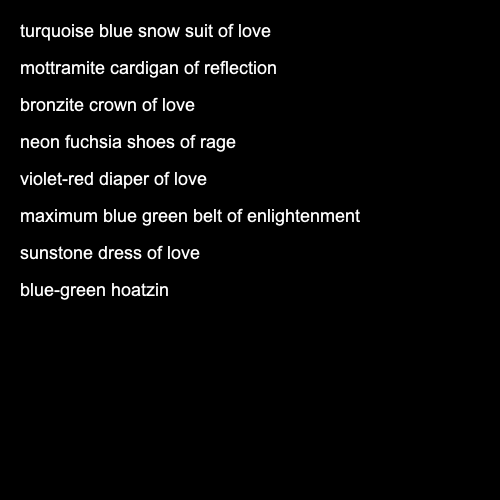 turquoise blue snow suit of love
mottramite cardigan of reflection
bronzite crown of love
neon fuchsia shoes of rage
violet-red diaper of love
maximum blue green belt of enlightenment
sunstone dress of love
blue-green hoatzin